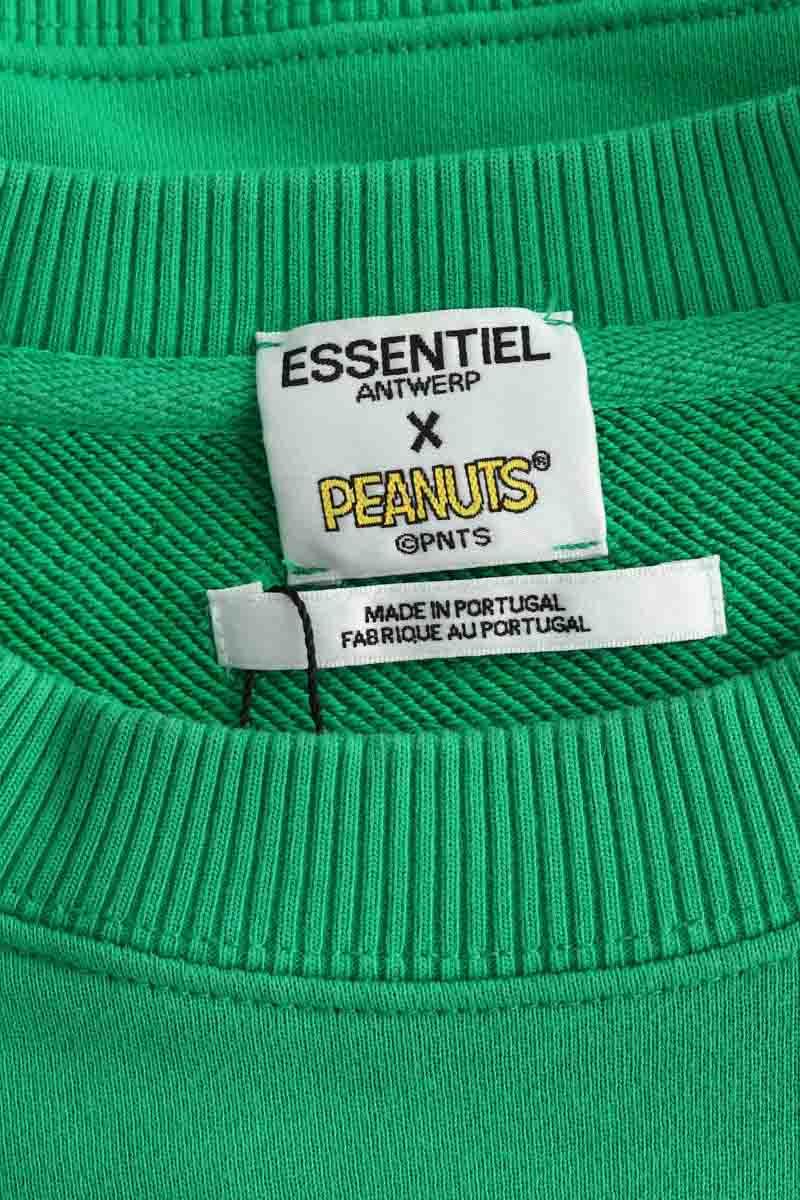 ESSENTIEL
ANTWERP
X
PEANUTS®
©PNTS
MADE IN PORTUGAL
FABRIQUE AU PORTUGAL